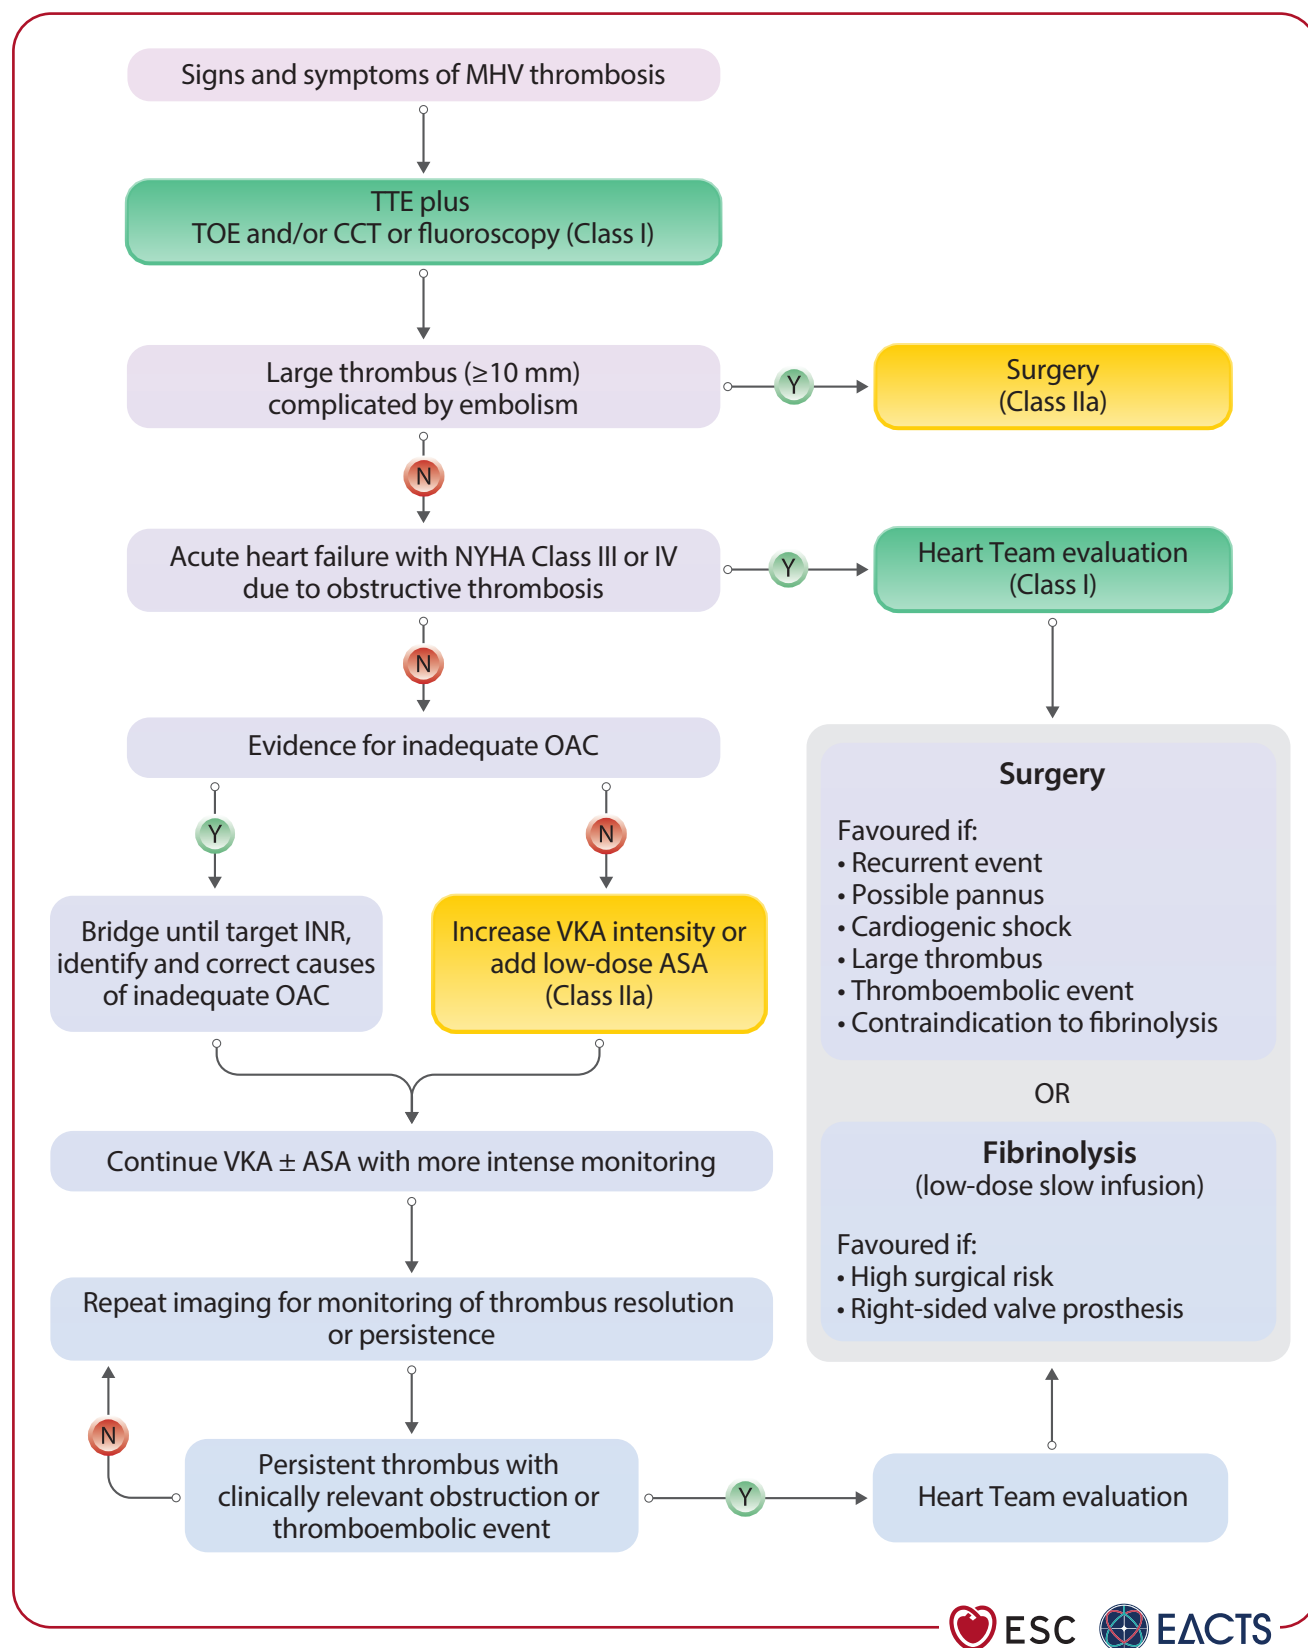 Signs and symptoms of MHV thrombosis
TTE plus
TOE and/or CCT or fluoroscopy (Class I)
Large thrombus (≥10 mm)
complicated by embolism
Y
Surgery
(Class IIa)
N
Acute heart failure with NYHA Class III or IV
due to obstructive thrombosis
Y
Heart Team evaluation
(Class I)
N
Evidence for inadequate OAC
Y
N
Bridge until target INR,
identify and correct causes
of inadequate OAC
Increase VKA intensity or
add low-dose ASA
(Class IIa)
Surgery
Favoured if:
• Recurrent event
• Possible pannus
• Cardiogenic shock
• Large thrombus
• Thromboembolic event
• Contraindication to fibrinolysis
OR
Fibrinolysis
(low-dose slow infusion)
Favoured if:
• High surgical risk
• Right-sided valve prosthesis
Continue VKA ± ASA with more intense monitoring
Repeat imaging for monitoring of thrombus resolution
or persistence
N
Persistent thrombus with
clinically relevant obstruction or
thromboembolic event
Y
Heart Team evaluation
ESC
EACTS